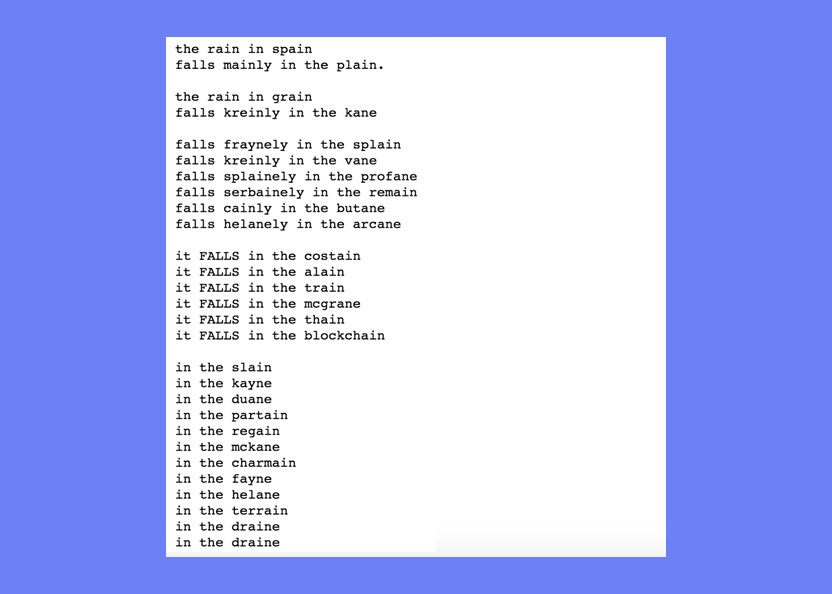 the rain in spain
falls mainly in the plain.
the rain in grain
falls kreinly in the kane
falls fraynely in the splain
falls kreinly in the vane
falls splainely in the profane
falls serbainely in the remain
falls cainly in the butane
falls helanely in the arcane
it FALLS in the costain
it FALLS in the alain
it FALLS in the train
it FALLS in the mcgrane
it FALLS in the thain
it FALLS in the blockchain
in the slain
in the kayne
in the duane
in the partain
in the regain
in the mckane
in the charmain
in the fayne
in the helane
in the terrain
in the draine
in the draine